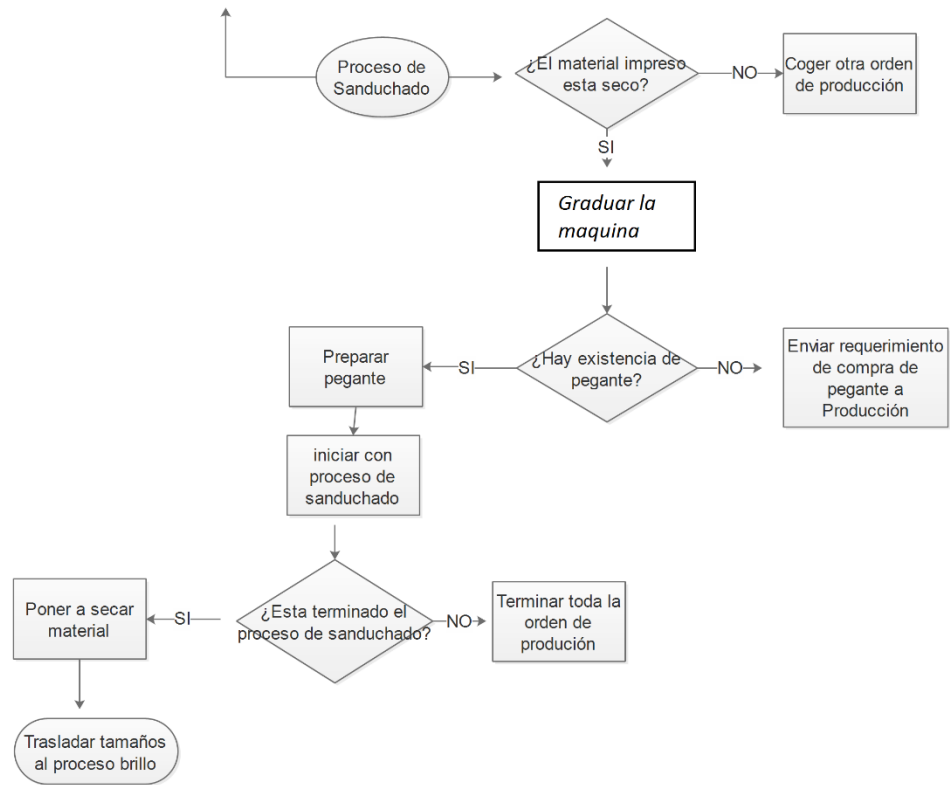 Proceso de
Sanduchado
¿El material impreso
esta seco?
NO
Coger otra orden
de producción
SI
Graduar la
maquina
Preparar
pegante
SI
¿Hay existencia de
pegante?
NO
Enviar requerimiento
de compra de
pegante a
Producción
iniciar con
proceso de
sanduchado
Poner a secar
material
SI
¿Esta terminado el
proceso de sanduchado?
NO
Terminar toda la
orden de
produción
Trasladar tamaños
al proceso brillo